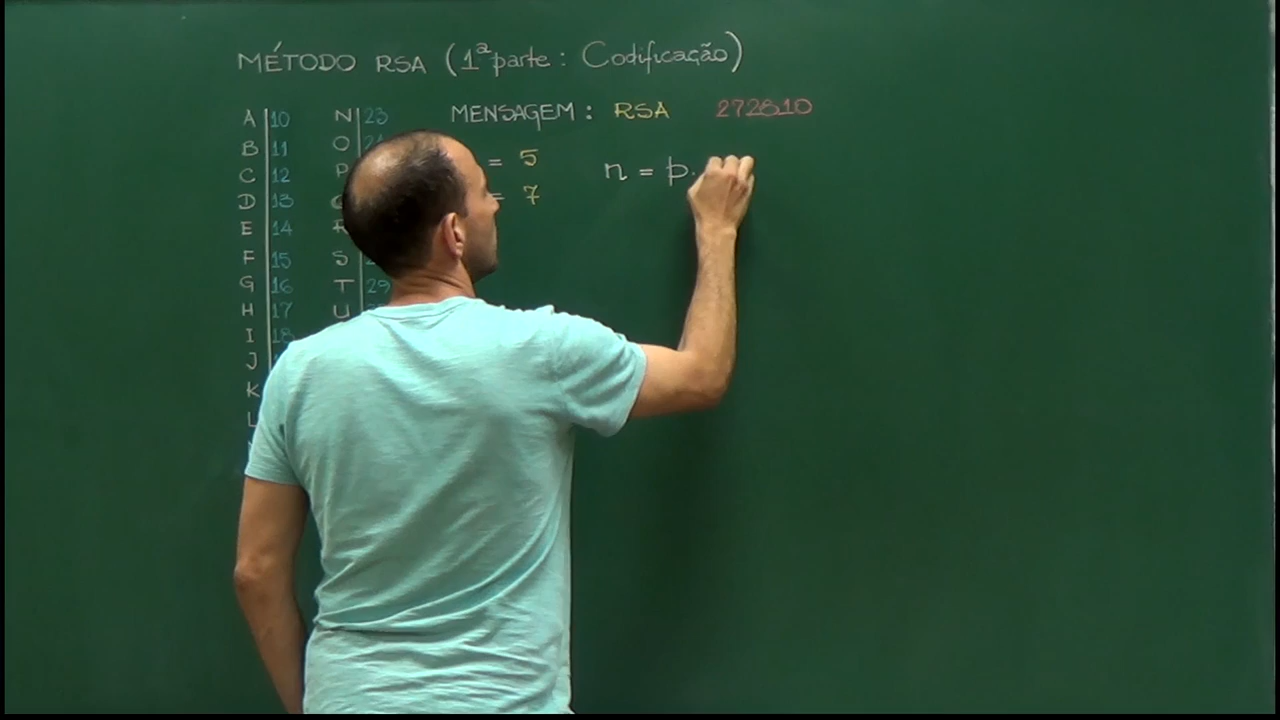 MÉTODO RSA (1ª parte: Codificação)
MENSAGEM: RSA 272810
A 10 N 23
B 11 O
C 12 P
D 13
E 14 R
F 15 S
G 16 T 29
H 17 U
I 18
J
K
L
= 5
= 7
n = p.